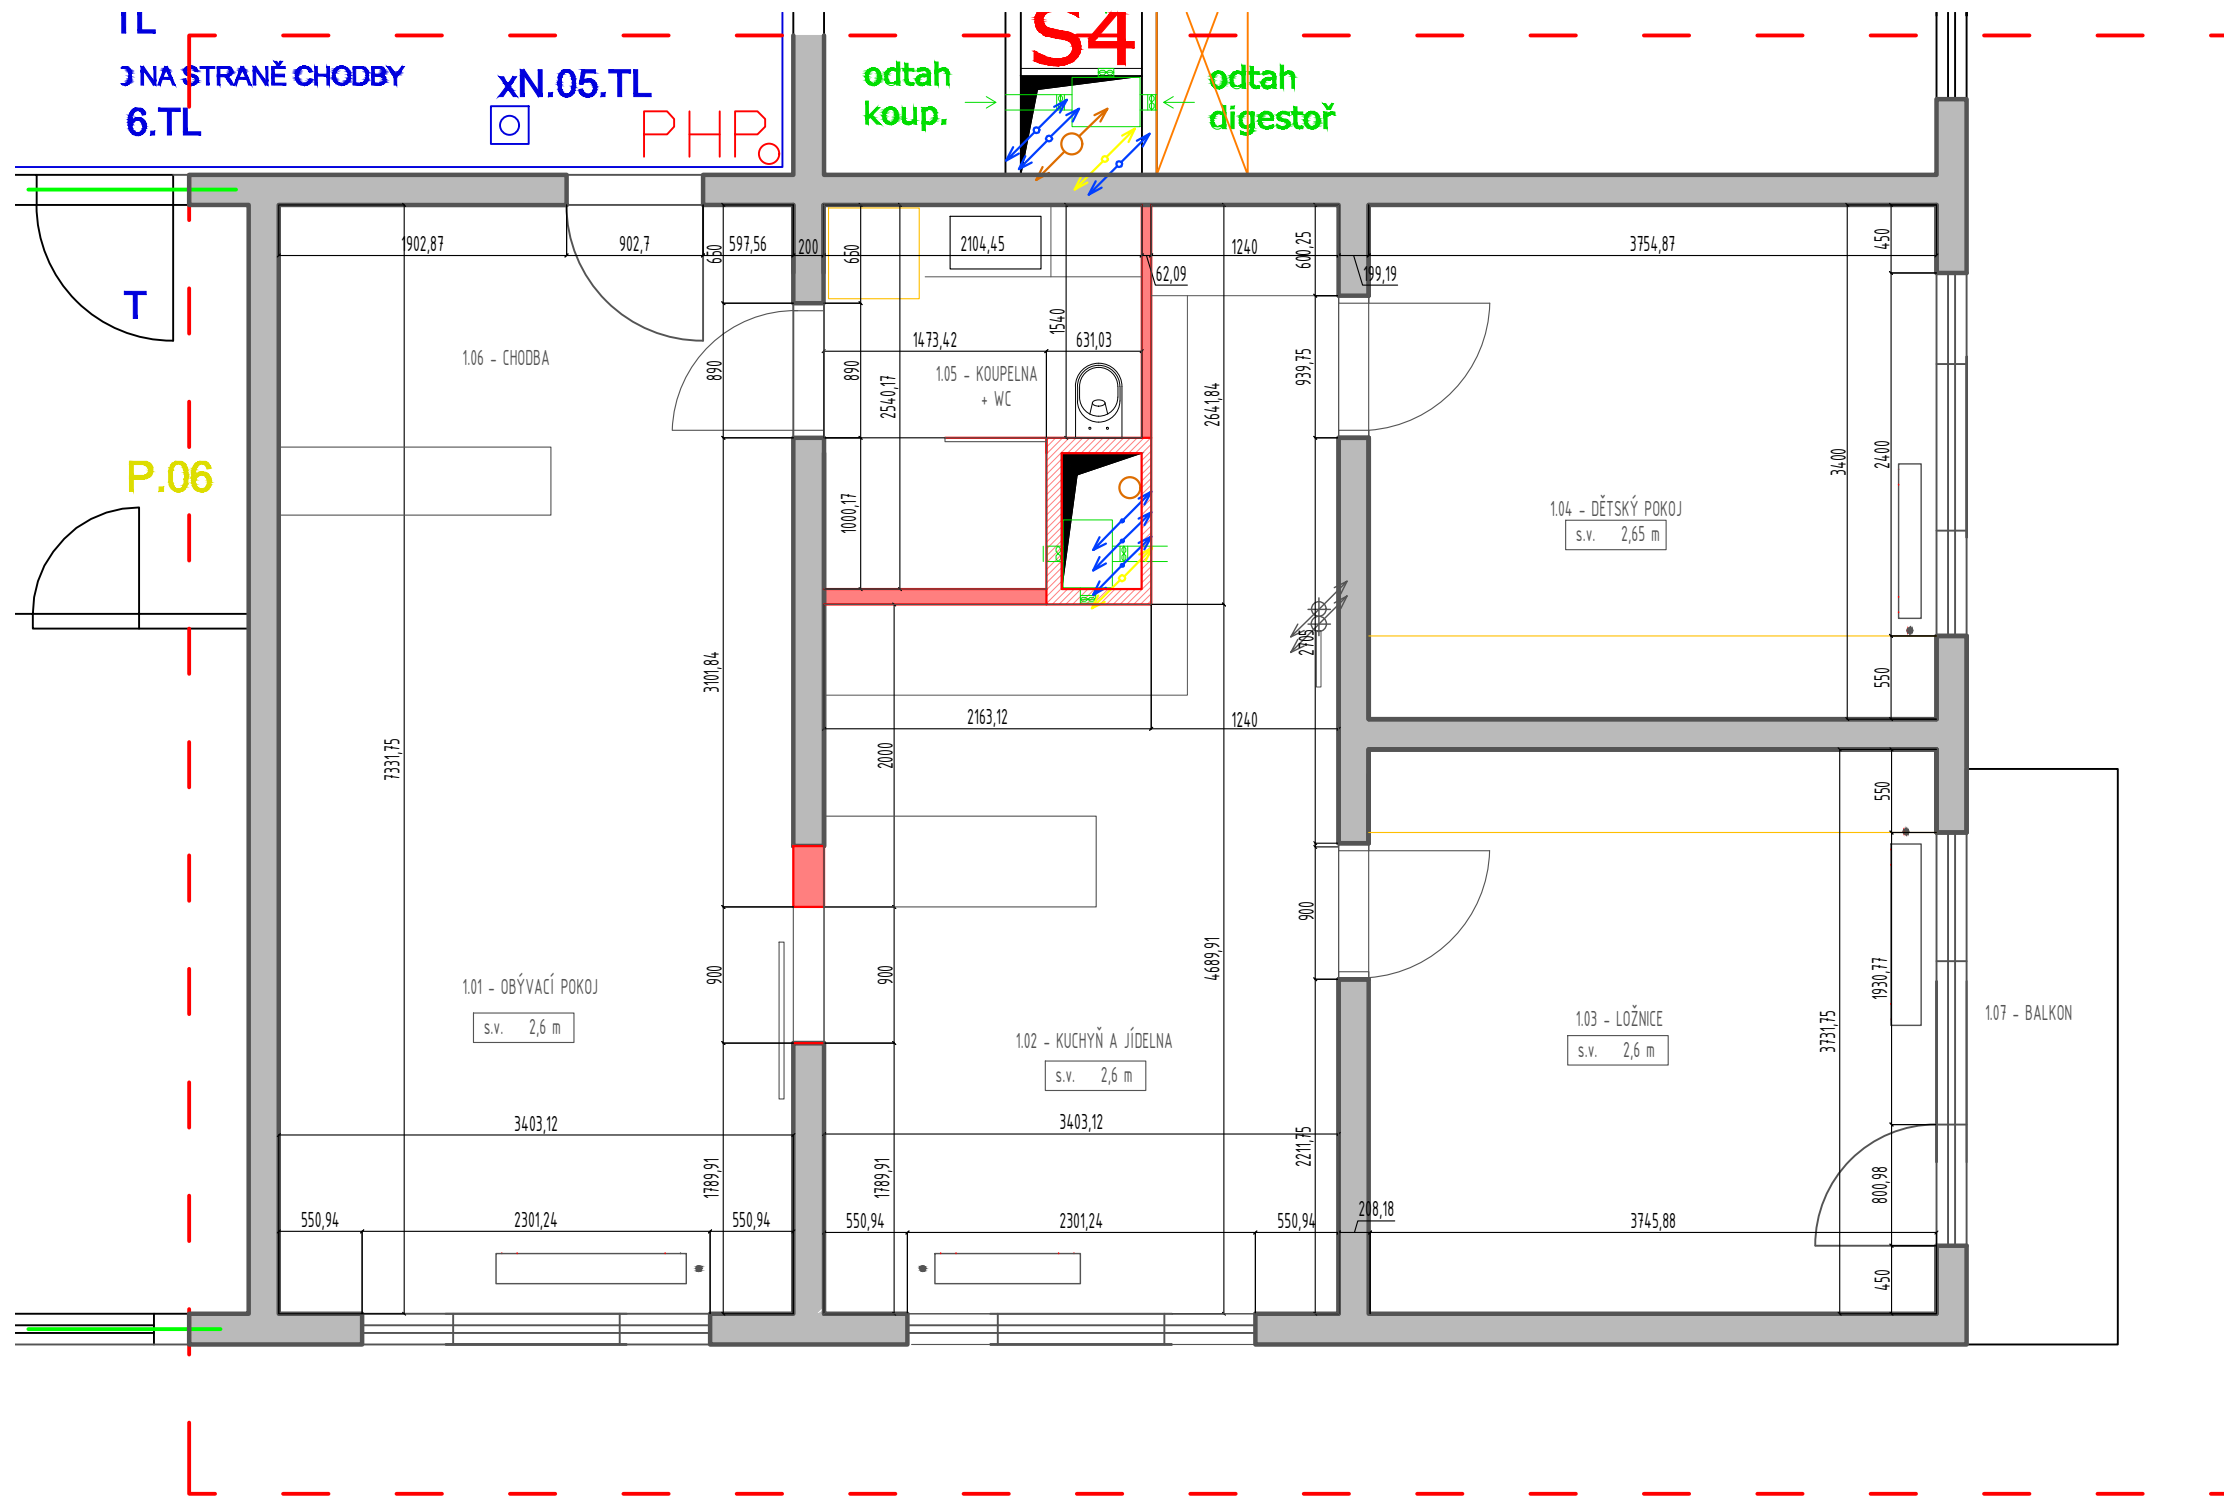 TL
S4
NA STRANĚ CHODBY
xN.05.TL
odtah
koup.
odtah
digestoř
6.TL
PHP
1902,87
902,7
597,56
200
2104,45
1240
3754,87
650
650
600,25
450
62,09
199,19
T
1540
1473,42
631,03
1.06 - CHODBA
890
890
939,75
1.05 - KOUPELNA
+ WC
2540,17
2641,84
P.06
3400
2400
1000,17
1.04 - DĚTSKÝ POKOJ
s.v. 2,65 m
2705
3101,84
550
2163,12
1240
7331,75
2000
550
900
900
900
4689,91
1930,77
1.01 - OBÝVACÍ POKOJ
s.v. 2,6 m
1.02 - KUCHYŇ A JÍDELNA
s.v. 2,6 m
1.03 - LOŽNICE
s.v. 2,6 m
1.07 - BALKON
3731,75
3403,12
3403,12
2211,75
1789,91
1789,91
800,98
550,94
2301,24
550,94
550,94
2301,24
550,94
208,18
3745,88
450